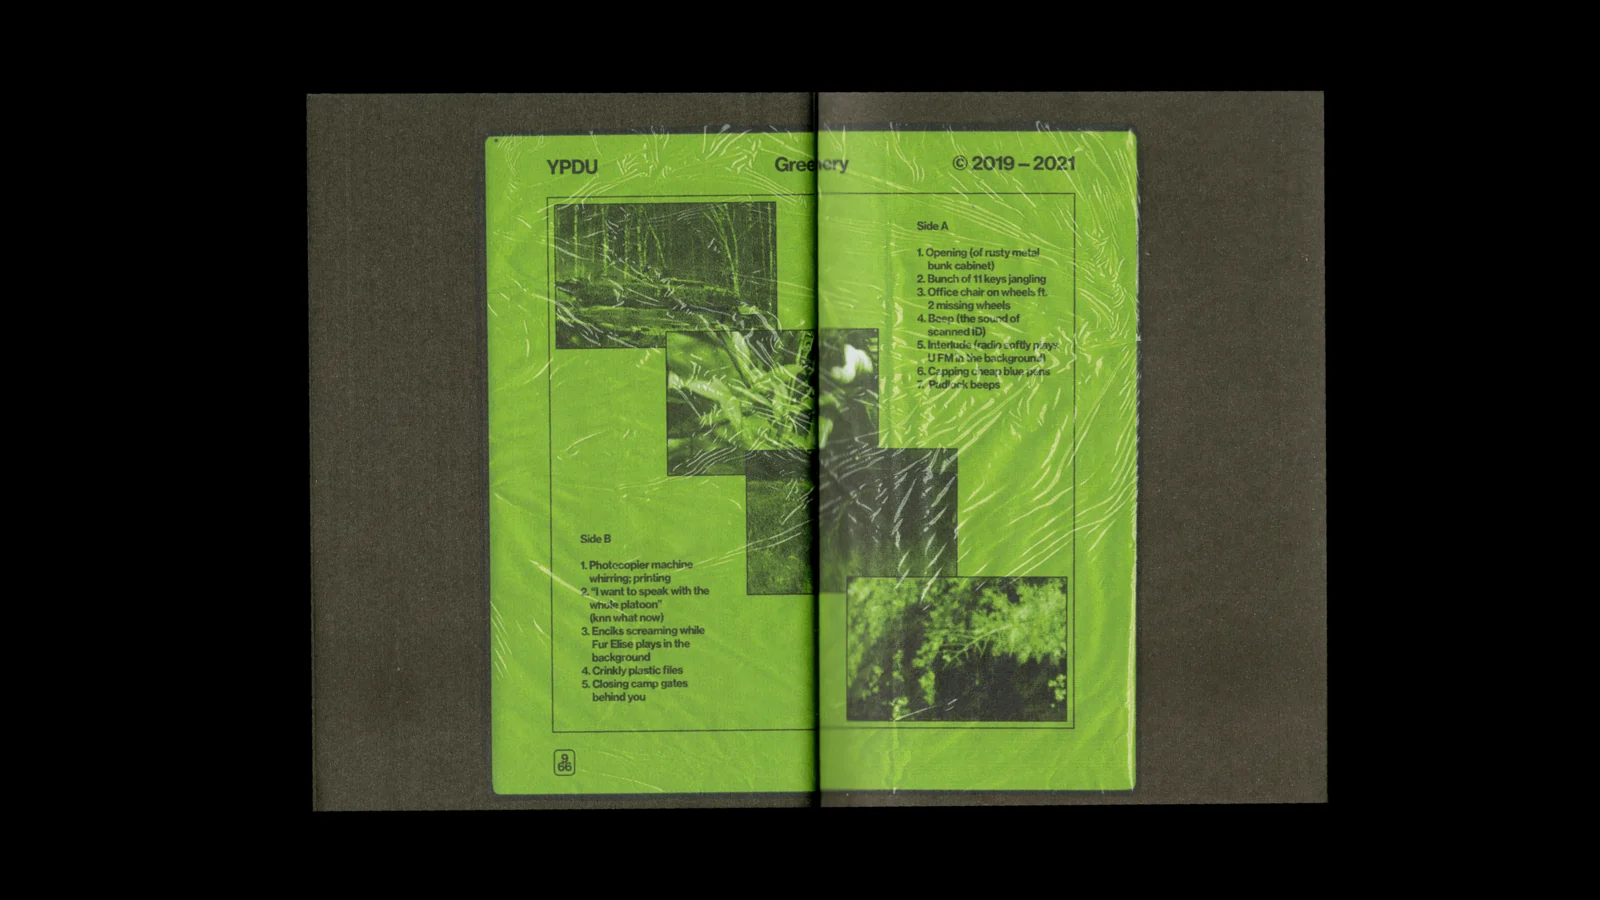 YPDU
Greenery
© 2019 – 2021
Side A
1. Opening (of rusty metal
bunk cabinet)
2. Bunch of 11 keys jangling
3. Office chair on wheels ft.
2 missing wheels
4. Beep (the sound of
scanned ID)
5. Interlude (radio softly plays
U FM in the background)
6. Capping cheap blue pens
7. Padlock beeps
Side B
1. Photocopier machine
whirring; printing
2. "I want to speak with the
whole platoon"
(knn what now)
3. Enciks screaming while
Fur Elise plays in the
background
4. Crinkly plastic files
5. Closing camp gates
behind you
9
66